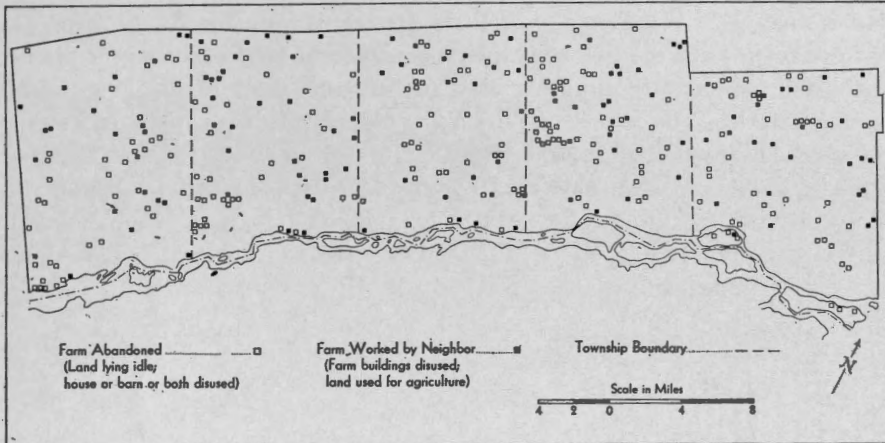 Farm Abandoned
(Land lying idle;
house or barn or both disused)
Farm Worked by Neighbor
(Farm buildings disused;
land used for agriculture)
Township Boundary
N
Scale in Miles
4 2 0 4 8